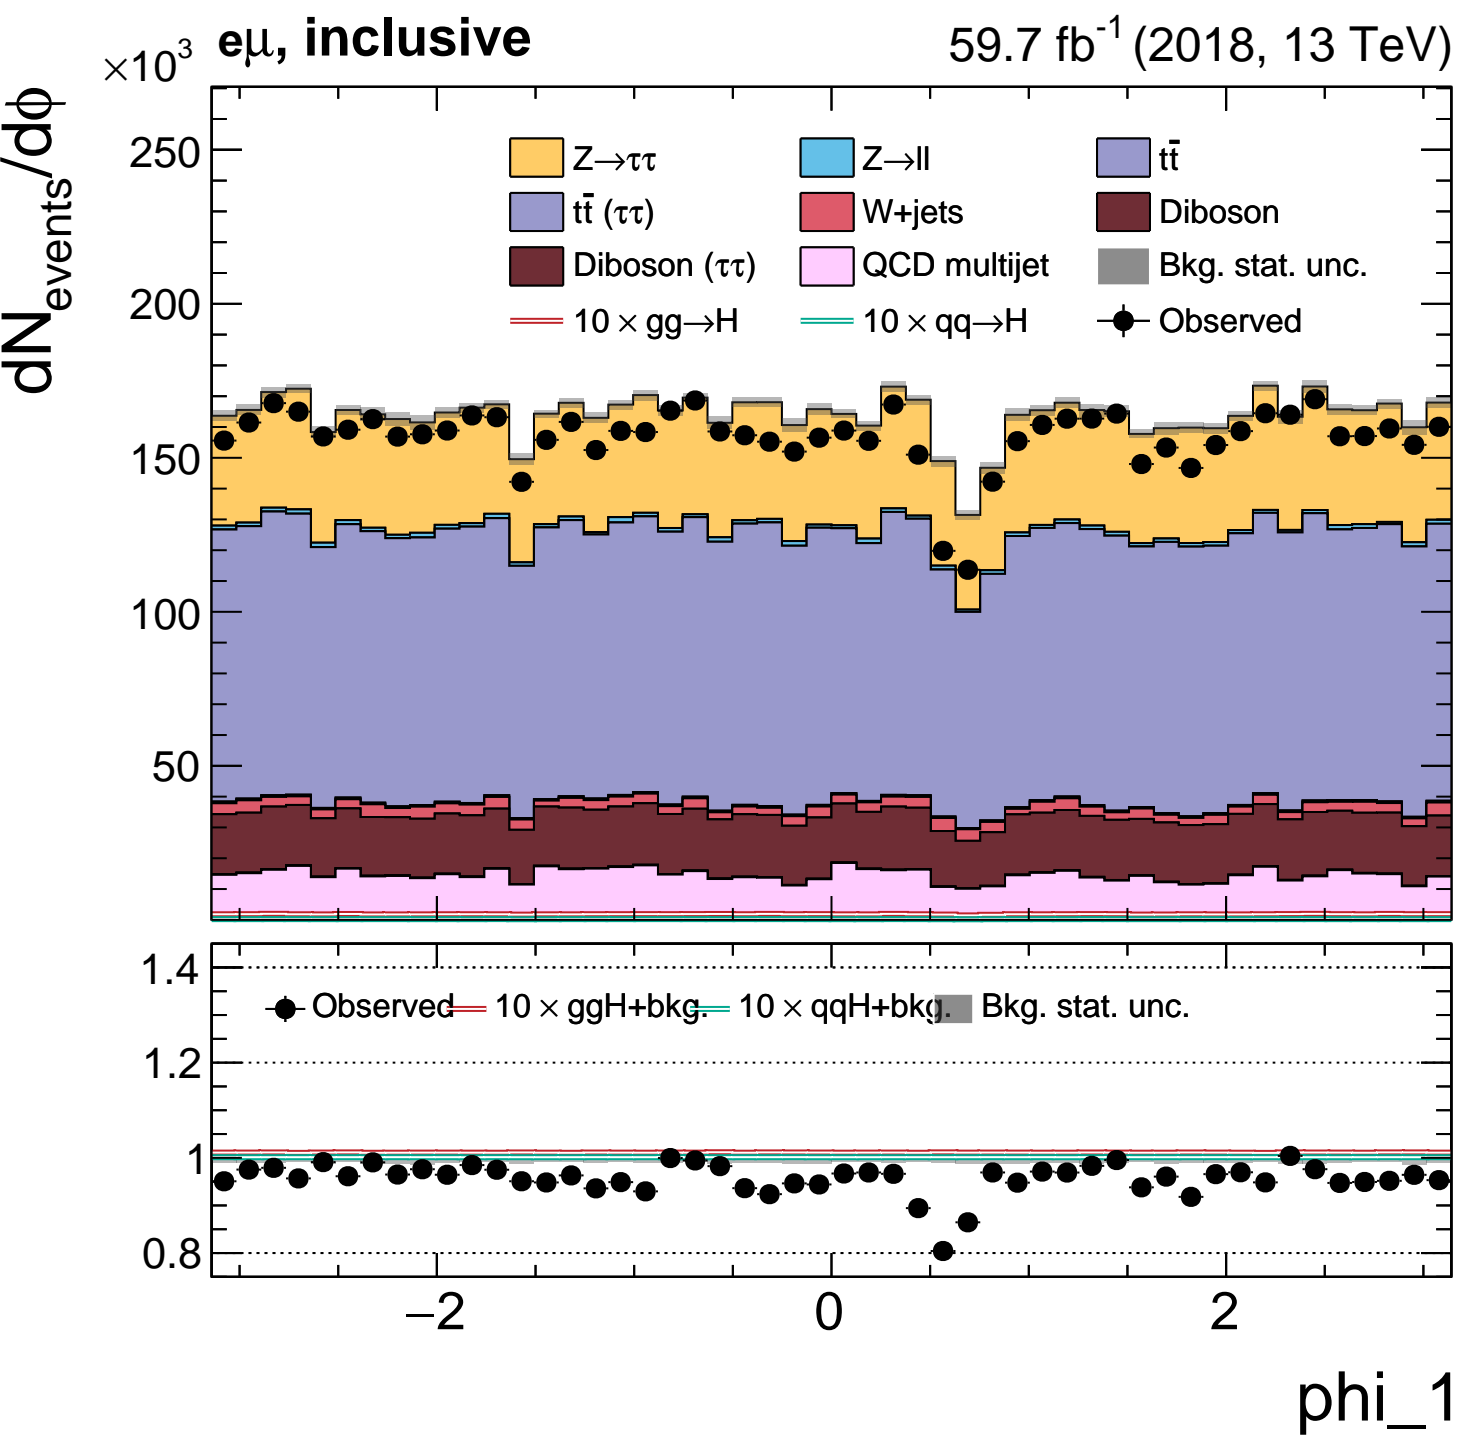 eμ, inclusive 59.7 fb⁻¹ (2018, 13 TeV)
×10³
dN_events/dϕ
250
200
150
100
50
Z→ττ Z→ll tt̄
tt̄ (ττ) W+jets Diboson
Diboson (ττ) QCD multijet Bkg. stat. unc.
10 × gg→H 10 × qq→H Observed
1.4
Observed 10 × ggH+bkg. 10 × qqH+bkg. Bkg. stat. unc.
1.2
1
0.8
−2 0 2
phi_1